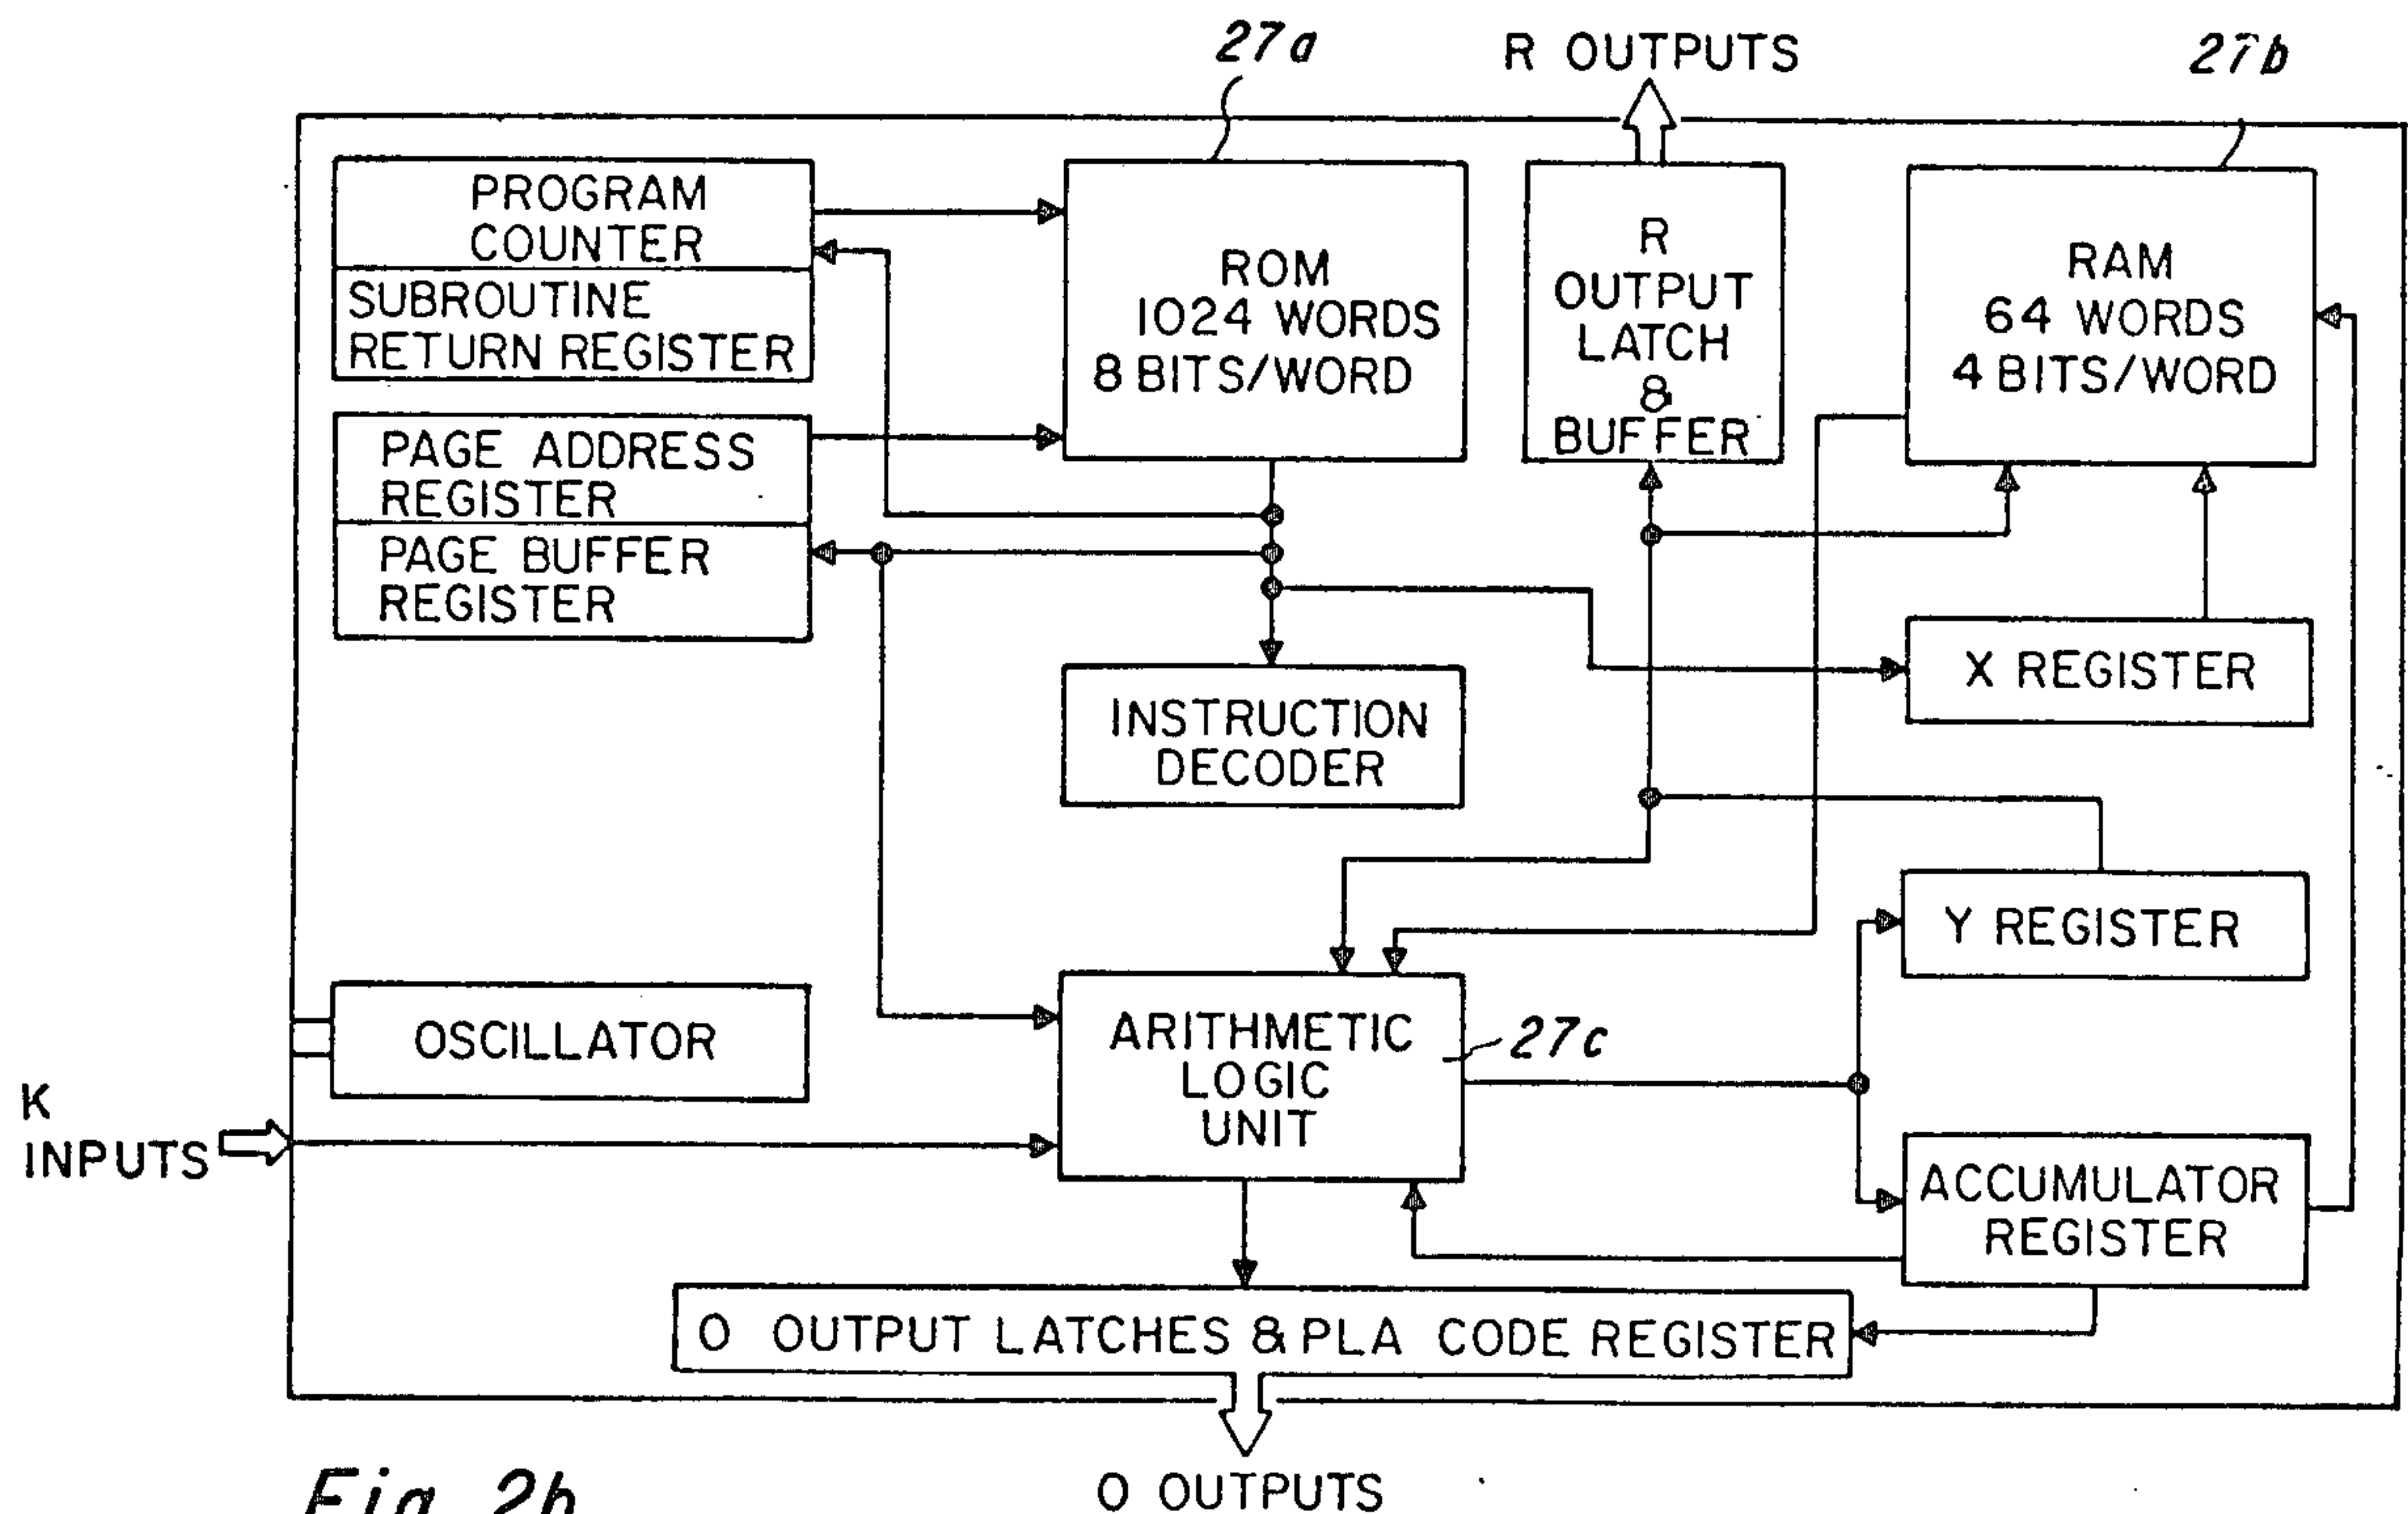 27a
R OUTPUTS
27b
PROGRAM
COUNTER
SUBROUTINE
RETURN REGISTER
ROM
1024 WORDS
8 BITS/WORD
R
OUTPUT
LATCH
&
BUFFER
RAM
64 WORDS
4 BITS/WORD
PAGE ADDRESS
REGISTER
PAGE BUFFER
REGISTER
INSTRUCTION
DECODER
X REGISTER
Y REGISTER
OSCILLATOR
ARITHMETIC
LOGIC
UNIT
27c
K
INPUTS
ACCUMULATOR
REGISTER
O OUTPUT LATCHES & PLA CODE REGISTER
O OUTPUTS
Fig. 2b